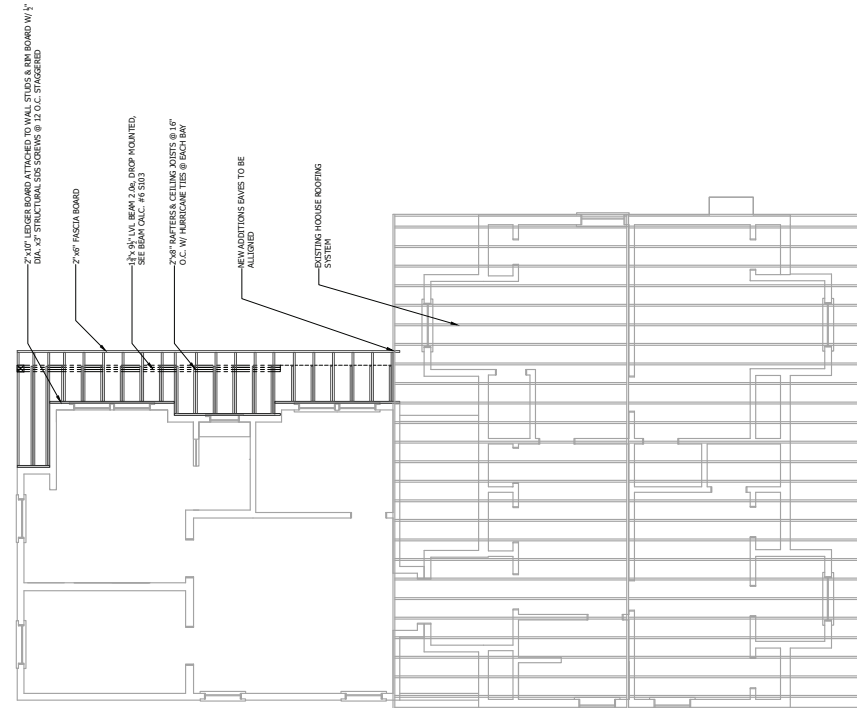 2"x10" LEDGER BOARD ATTACHED TO WALL STUDS & RIM BOARD W/ ½"
DIA. x3" STRUCTURAL SDS SCREWS @ 12 O.C. STAGGERED
2"x6" FASCIA BOARD
1¾"x 9½" LVL BEAM 2.0e, DROP MOUNTED,
SEE BEAM CALC. #6 S103
2"x8" RAFTERS & CEILING JOISTS @ 16"
O.C. W/ HURRICANE TIES @ EACH BAY
NEW ADDITIONS EAVES TO BE
ALLIGNED
EXISTING HOOUSE ROOFING
SYSTEM